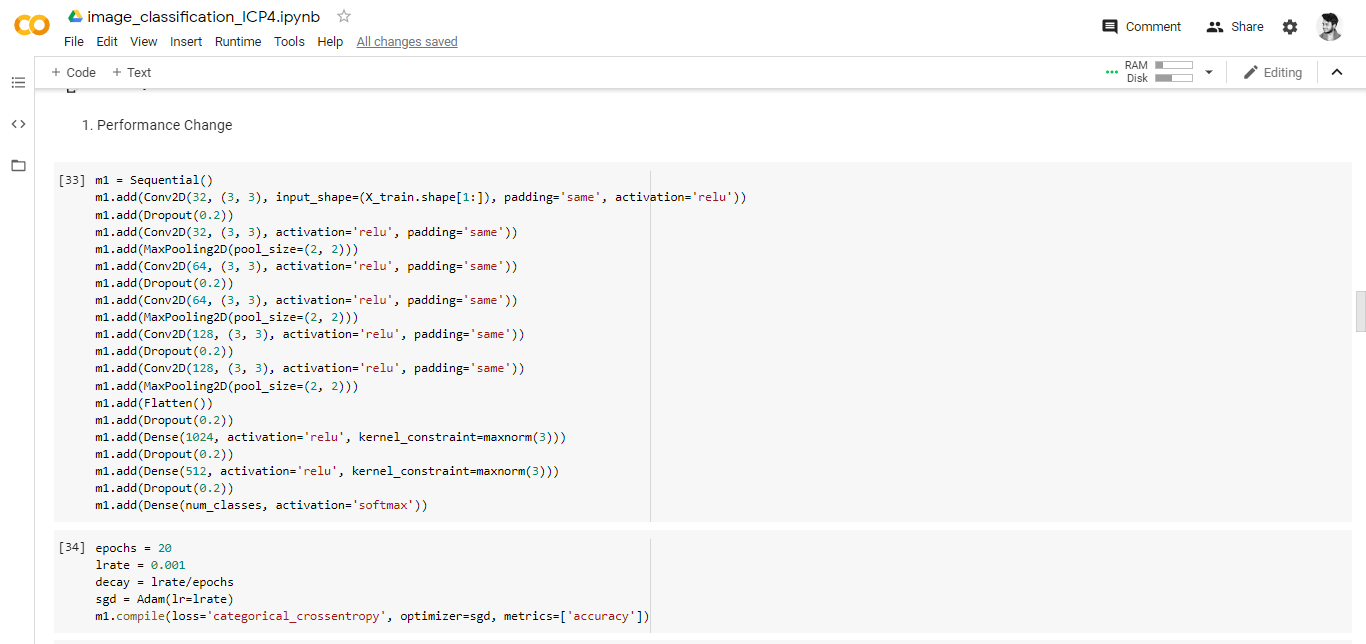 image_classification_ICP4.ipynb
File Edit View Insert Runtime Tools Help All changes saved
Comment Share
+ Code + Text
RAM
Disk
Editing
1. Performance Change
[33] m1 = Sequential()
m1.add(Conv2D(32, (3, 3), input_shape=(X_train.shape[1:]), padding='same', activation='relu'))
m1.add(Dropout(0.2))
m1.add(Conv2D(32, (3, 3), activation='relu', padding='same'))
m1.add(MaxPooling2D(pool_size=(2, 2)))
m1.add(Conv2D(64, (3, 3), activation='relu', padding='same'))
m1.add(Dropout(0.2))
m1.add(Conv2D(64, (3, 3), activation='relu', padding='same'))
m1.add(MaxPooling2D(pool_size=(2, 2)))
m1.add(Conv2D(128, (3, 3), activation='relu', padding='same'))
m1.add(Dropout(0.2))
m1.add(Conv2D(128, (3, 3), activation='relu', padding='same'))
m1.add(MaxPooling2D(pool_size=(2, 2)))
m1.add(Flatten())
m1.add(Dropout(0.2))
m1.add(Dense(1024, activation='relu', kernel_constraint=maxnorm(3)))
m1.add(Dropout(0.2))
m1.add(Dense(512, activation='relu', kernel_constraint=maxnorm(3)))
m1.add(Dropout(0.2))
m1.add(Dense(num_classes, activation='softmax'))
[34] epochs = 20
lrate = 0.001
decay = lrate/epochs
sgd = Adam(lr=lrate)
m1.compile(loss='categorical_crossentropy', optimizer=sgd, metrics=['accuracy'])